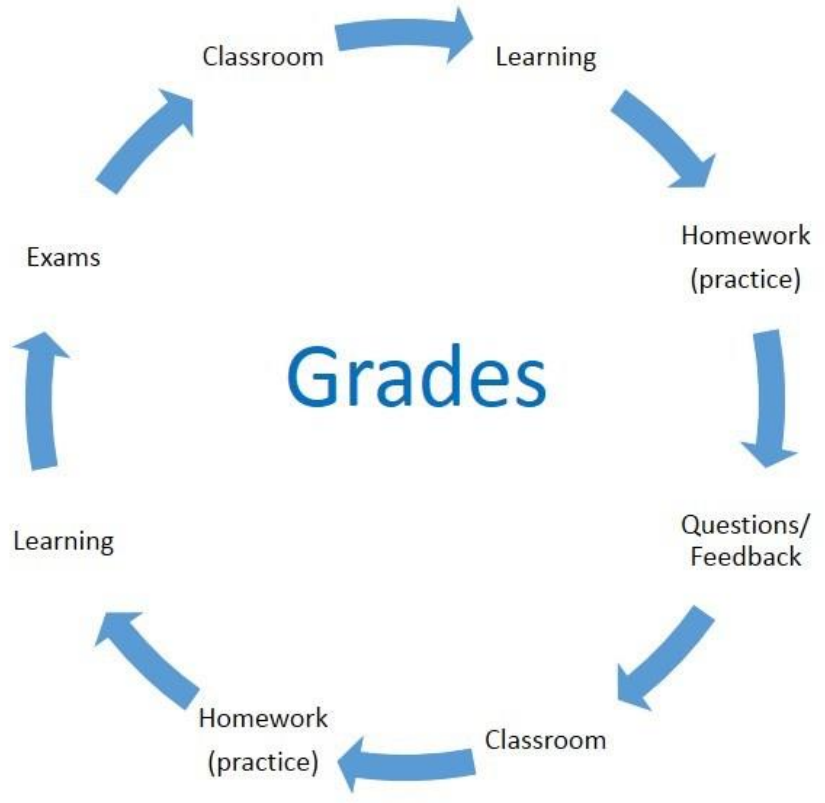 Classroom
Learning
Homework
(practice)
Questions/
Feedback
Classroom
Homework
(practice)
Learning
Exams
Grades